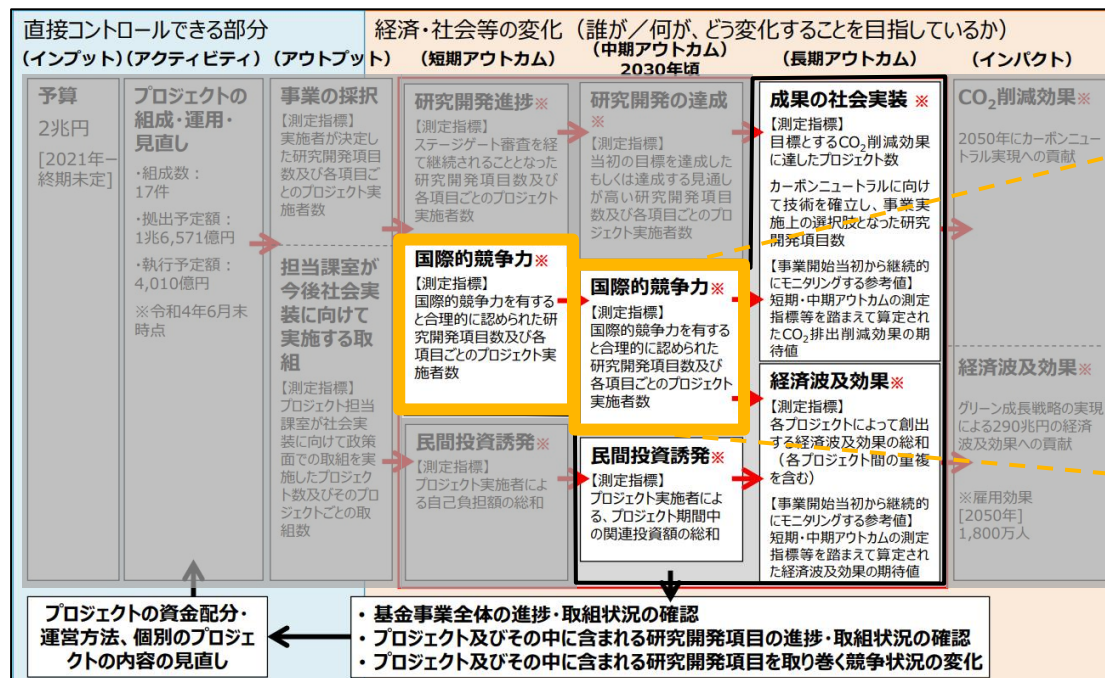 直接コントロールできる部分
経済・社会等の変化（誰が／何が、どう変化することを目指しているか）
(インプット)
(アクティビティ)
(アウトプット)
(短期アウトカム)
(中期アウトカム)
2030年頃
(長期アウトカム)
(インパクト)
予算
2兆円
[2021年－
終期未定]
プロジェクトの
組成・運用・
見直し
・組成数：
17件
・拠出予定額：
1兆6,571億円
・執行予定額：
4,010億円
※令和4年6月末
時点
事業の採択
【測定指標】
実施者が決定し
た研究開発項目
数及び各項目ご
とのプロジェクト実
施者数
担当課室が
今後社会実
装に向けて
実施する取
組
【測定指標】
プロジェクト担当
課室が社会実
装に向けて政策
面での取組を実
施したプロジェク
ト数及びそのプロ
ジェクトごとの取
組数
研究開発進捗※
【測定指標】
ステージゲート審査を経
て継続されることとなった
研究開発項目数及び
各項目ごとのプロジェクト
実施者数
国際的競争力※
【測定指標】
国際的競争力を有する
と合理的に認められた研
究開発項目数及び各
項目ごとのプロジェクト実
施者数
民間投資誘発※
【測定指標】
プロジェクト実施者によ
る自己負担額の総和
研究開発の達成
※
【測定指標】
当初の目標を達成した
もしくは達成する見通し
が高い研究開発項目
数及び各項目ごとのプロ
ジェクト実施者数
国際的競争力※
【測定指標】
国際的競争力を有する
と合理的に認められた
研究開発項目数及び
各項目ごとのプロジェクト
実施者数
民間投資誘発※
【測定指標】
プロジェクト実施者によ
る、プロジェクト期間中
の関連投資額の総和
成果の社会実装 ※
【測定指標】
目標とするCO₂削減効果
に達したプロジェクト数
カーボンニュートラルに向け
て技術を確立し、事業実
施上の選択肢となった研究
開発項目数
【事業開始当初から継続的
にモニタリングする参考値】
短期・中期アウトカムの測定
指標等を踏まえて算定され
たCO₂排出削減効果の期
待値
経済波及効果※
【測定指標】
各プロジェクトによって創出
する経済波及効果の総和
（各プロジェクト間の重複
を含む）
【事業開始当初から継続的
にモニタリングする参考値】
短期・中期アウトカムの測定
指標等を踏まえて算定され
た経済波及効果の期待値
CO₂削減効果※
2050年にカーボンニュー
トラル実現への貢献
経済波及効果※
グリーン成長戦略の実現
による290兆円の経済
波及効果への貢献
※雇用効果
[2050年]
1,800万人
プロジェクトの資金配分・
運営方法、個別のプロジェ
クトの内容の見直し
・ 基金事業全体の進捗・取組状況の確認
・ プロジェクト及びその中に含まれる研究開発項目の進捗・取組状況の確認
・ プロジェクト及びその中に含まれる研究開発項目を取り巻く競争状況の変化